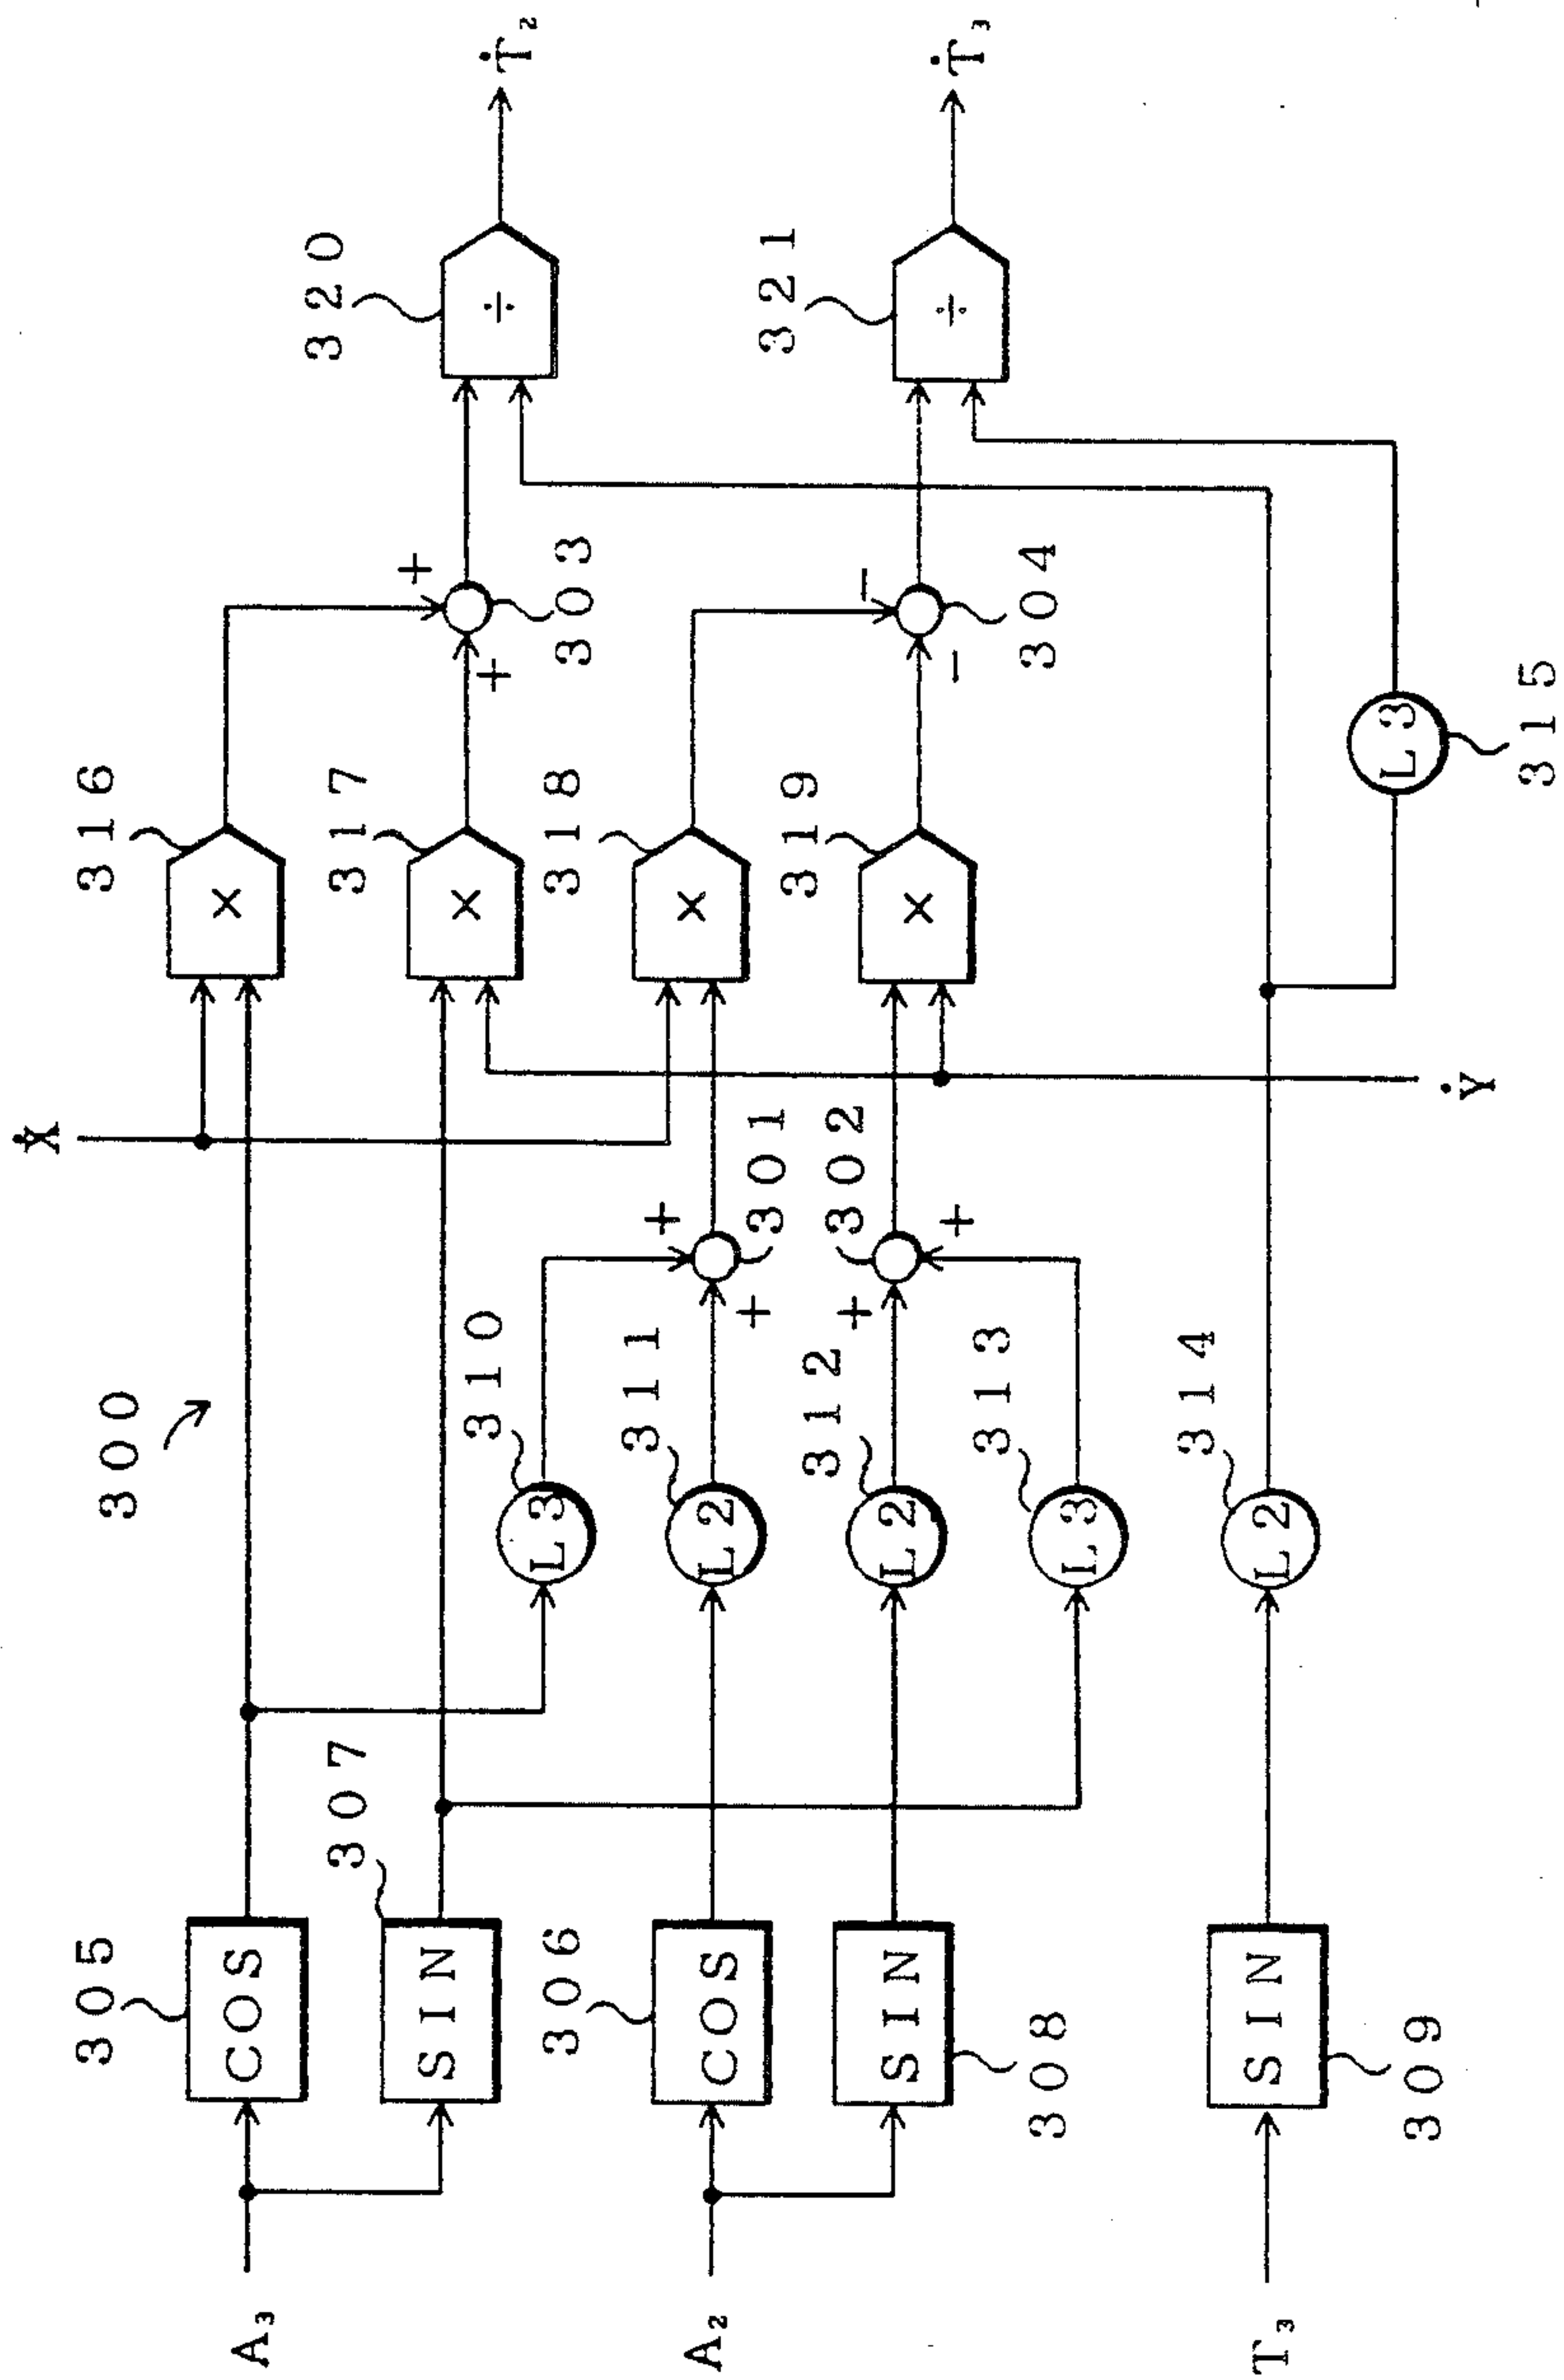 300
A₃
A₂
T₃
305
COS
307
SIN
306
COS
SIN
308
SIN
309
310
L3
311
L2
312
L2
313
L3
314
L2
+
+
301
302
+
+
Ẋ
Ẏ
316
×
317
×
318
×
319
×
+
+
303
−
−
304
L3
315
320
÷
321
÷
Ṫ₂
Ṫ₃